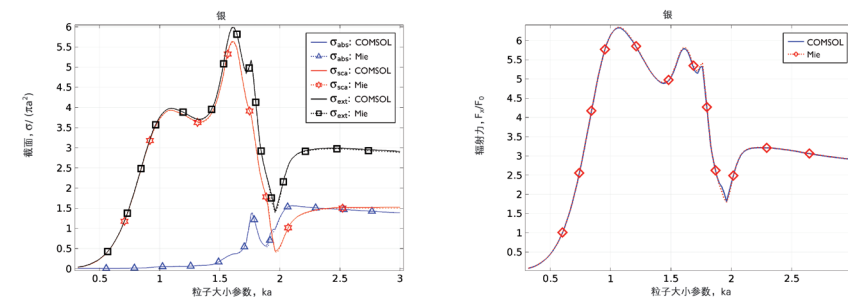 银
截面, σ/ (πa²)
6
5.5
5
4.5
4
3.5
3
2.5
2
1.5
1
0.5
0
0.5
1
1.5
2
2.5
3
粒子大小参数，ka
σabs: COMSOL
σabs: Mie
σsca: COMSOL
σsca: Mie
σext: COMSOL
σext: Mie
银
辐射力, Fx/F0
6
5.5
5
4.5
4
3.5
3
2.5
2
1.5
1
0.5
0.5
1
1.5
2
2.5
粒子大小参数，ka
COMSOL
Mie